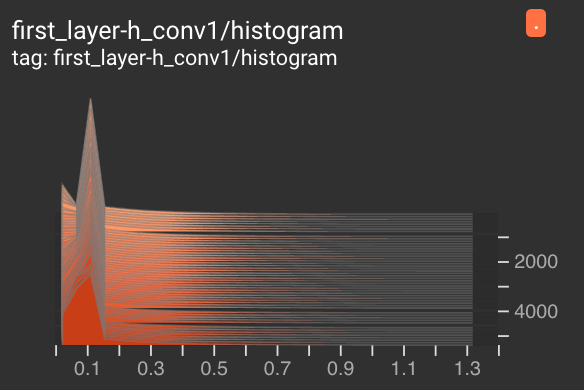 first_layer-h_conv1/histogram
.
tag: first_layer-h_conv1/histogram
2000
4000
0.1 0.3 0.5 0.7 0.9 1.1 1.3